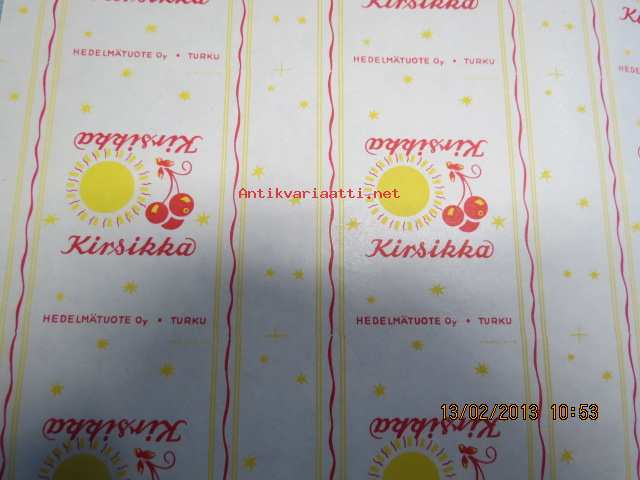 Kirsikka
Kirsikka
HEDELMÄTUOTE Oy • TURKU
HEDELMÄTUOTE Oy • TURKU
HEDEL
Kirsikka
Kirsikka
Antikvariaatti.net
Kirsikka
Kirsikka
HEDELMÄTUOTE Oy • TURKU
HEDELMÄTUOTE Oy • TURKU
13/02/2013 10:53
Kirsikka
Kirsikka